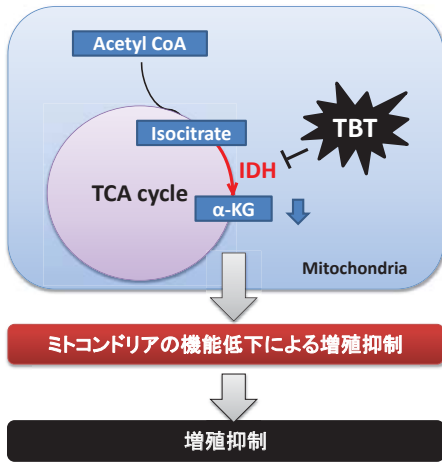 Acetyl CoA
Isocitrate
TBT
IDH
TCA cycle
α-KG
Mitochondria
ミトコンドリアの機能低下による増殖抑制
増殖抑制